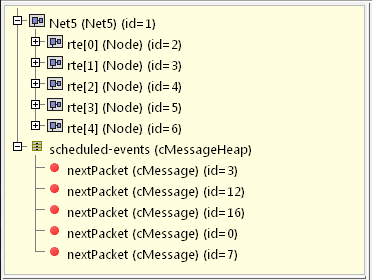 Net5 (Net5) (id=1)
rte[0] (Node) (id=2)
rte[1] (Node) (id=3)
rte[2] (Node) (id=4)
rte[3] (Node) (id=5)
rte[4] (Node) (id=6)
scheduled-events (cMessageHeap)
nextPacket (cMessage) (id=3)
nextPacket (cMessage) (id=12)
nextPacket (cMessage) (id=16)
nextPacket (cMessage) (id=0)
nextPacket (cMessage) (id=7)